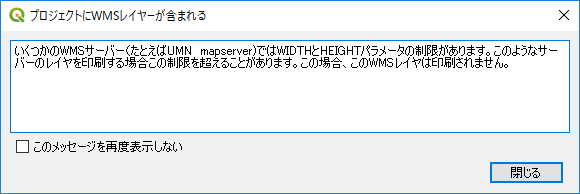 プロジェクトにWMSレイヤーが含まれる
いくつかのWMSサーバー(たとえばUMN　mapserver)ではWIDTHとHEIGHTパラメータの制限があります。このようなサー
バーのレイヤを印刷する場合この制限を超えることがあります。この場合、このWMSレイヤは印刷されません。
このメッセージを再度表示しない
閉じる